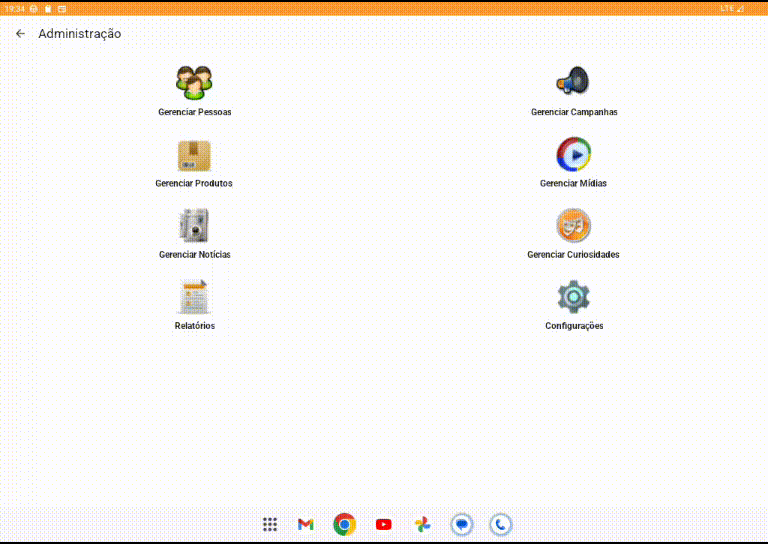 19:34
LTE
Administração
Gerenciar Pessoas
Gerenciar Campanhas
Gerenciar Produtos
Gerenciar Mídias
Gerenciar Notícias
Gerenciar Curiosidades
Relatórios
Configurações